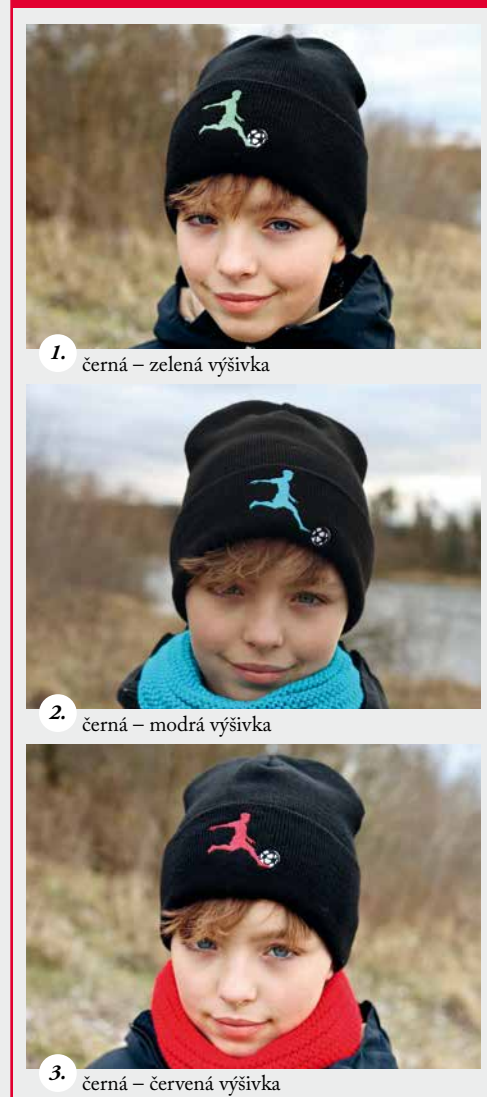 1.
černá – zelená výšivka
2.
černá – modrá výšivka
3.
černá – červená výšivka